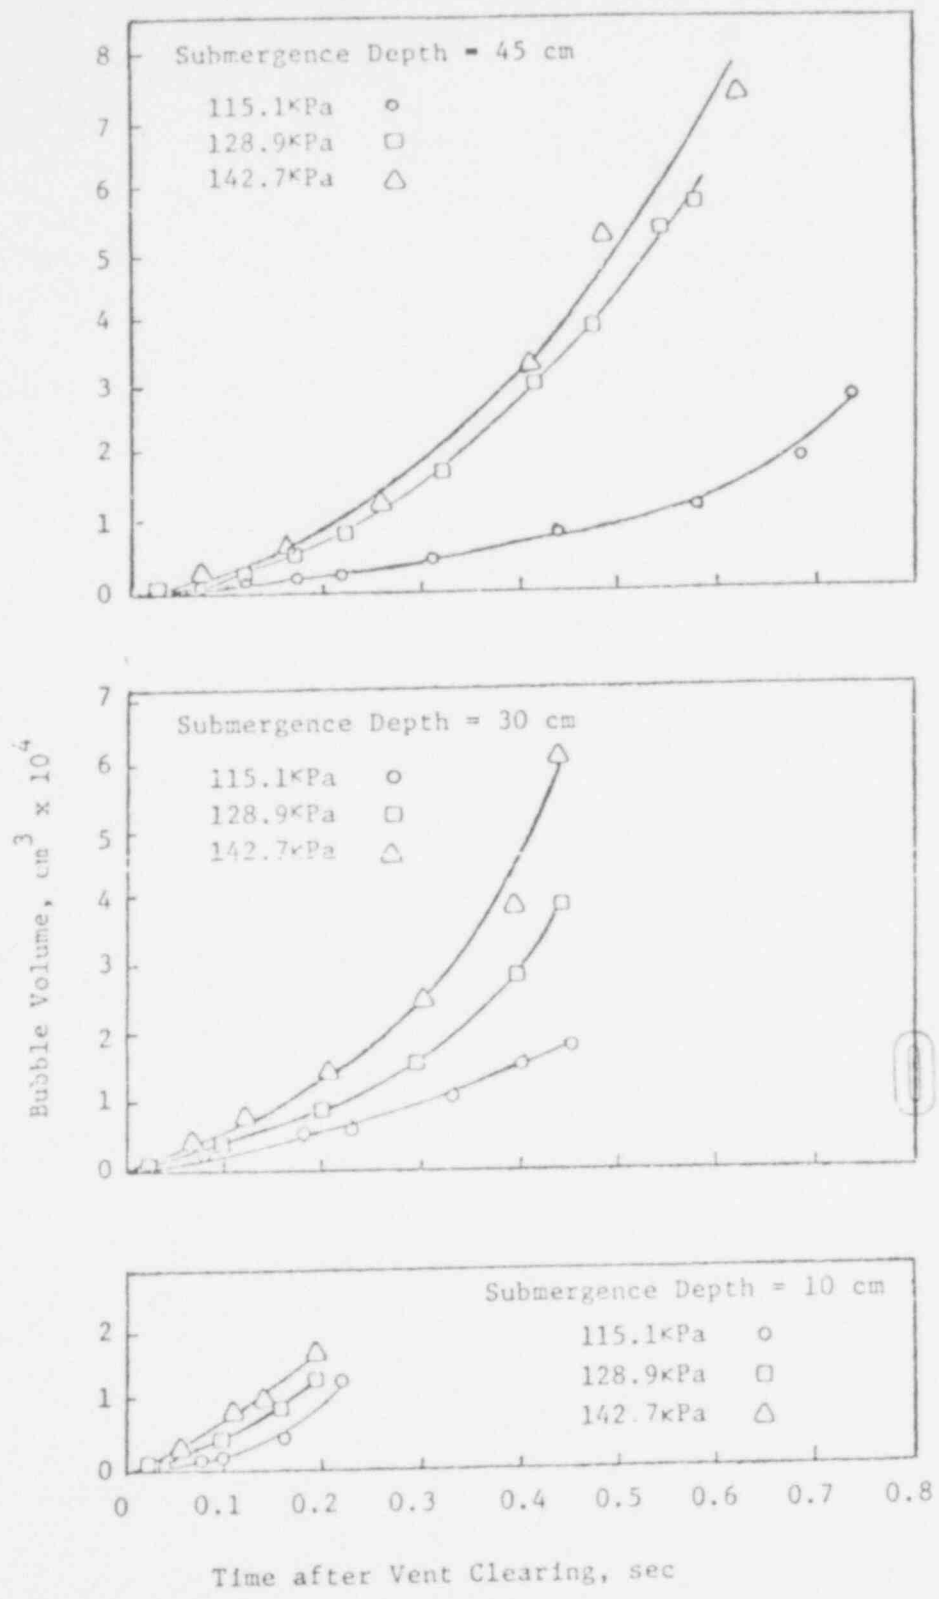 Submergence Depth = 45 cm
115.1KPa
128.9KPa
142.7KPa
8
7
6
5
4
3
2
1
0
Bubble Volume, cm3 x 104
Submergence Depth = 30 cm
115.1KPa
128.9KPa
142.7KPa
7
6
5
4
3
2
1
0
Submergence Depth = 10 cm
115.1KPa
128.9KPa
142.7KPa
2
1
0
0 0.1 0.2 0.3 0.4 0.5 0.6 0.7 0.8
Time after Vent Clearing, sec